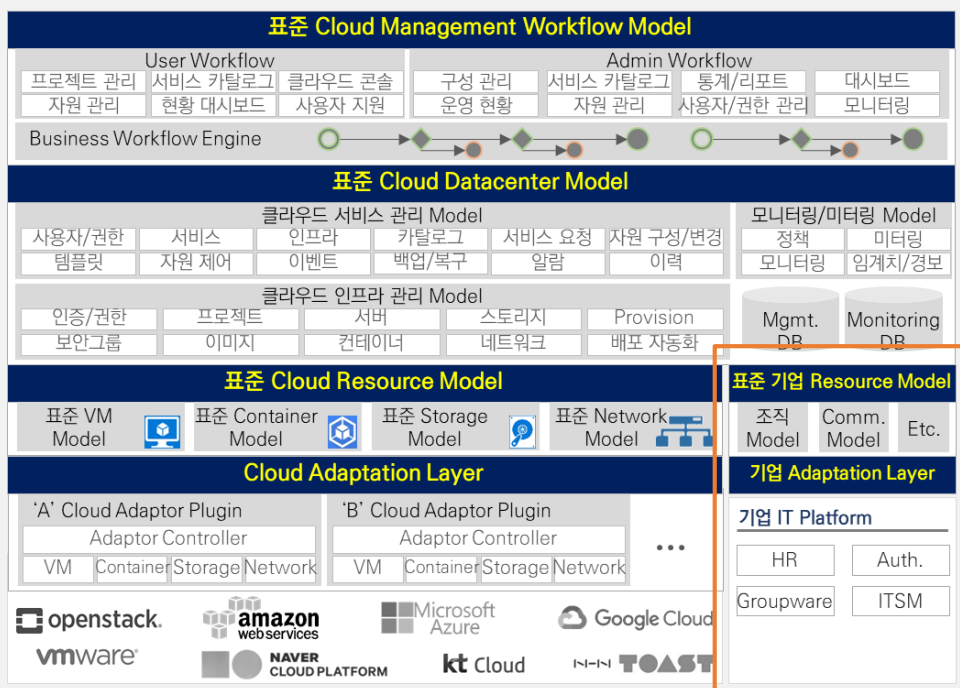 표준 Cloud Management Workflow Model
User Workflow
프로젝트 관리 서비스 카탈로그 클라우드 콘솔
자원 관리 현황 대시보드 사용자 지원
Admin Workflow
구성 관리 서비스 카탈로그 통계/리포트 대시보드
운영 현황 자원 관리 사용자/권한 관리 모니터링
Business Workflow Engine
표준 Cloud Datacenter Model
클라우드 서비스 관리 Model
사용자/권한 서비스 인프라 카탈로그 서비스 요청 자원 구성/변경
템플릿 자원 제어 이벤트 백업/복구 알람 이력
모니터링/미터링 Model
정책 미터링
모니터링 임계치/경보
클라우드 인프라 관리 Model
인증/권한 프로젝트 서버 스토리지 Provision
보안그룹 이미지 컨테이너 네트워크 배포 자동화
Mgmt.
DB
Monitoring
DB
표준 Cloud Resource Model
표준 VM
Model
표준 Container
Model
표준 Storage
Model
표준 Network
Model
표준 기업 Resource Model
조직
Model
Comm.
Model
Etc.
Cloud Adaptation Layer
'A' Cloud Adaptor Plugin
Adaptor Controller
VM Container Storage Network
'B' Cloud Adaptor Plugin
Adaptor Controller
VM Container Storage Network
...
기업 Adaptation Layer
기업 IT Platform
HR Auth.
Groupware ITSM
openstack.
amazon
webservices
Microsoft
Azure
Google Cloud
vmware
NAVER
CLOUD PLATFORM
kt Cloud
NHN TOAST